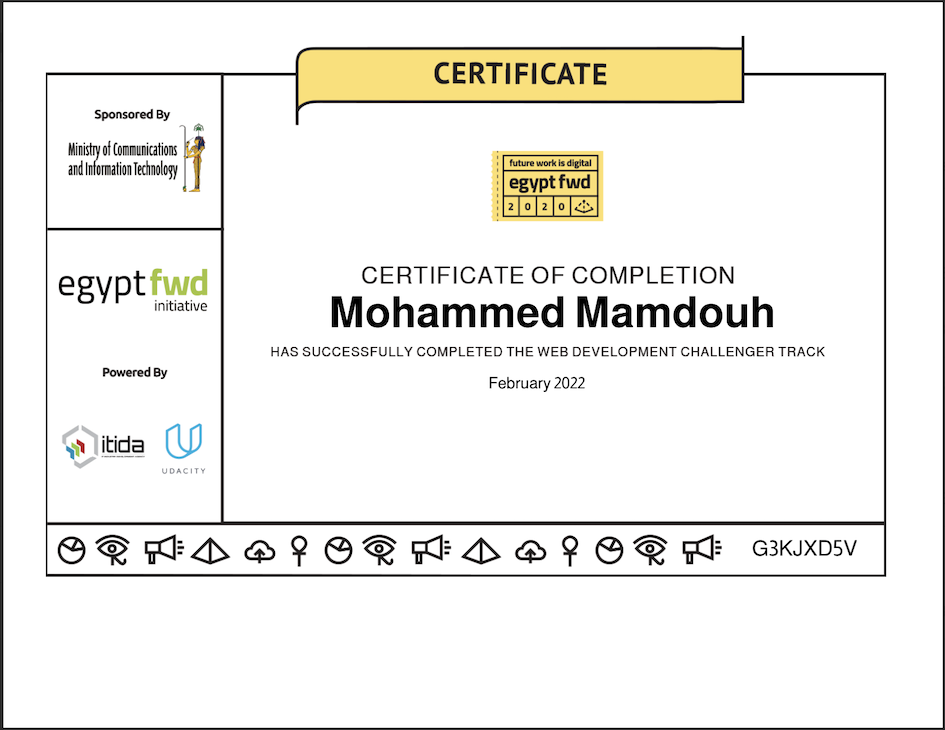 CERTIFICATE
Sponsored By
Ministry of Communications
and Information Technology
egypt fwd
initiative
Powered By
itida
UDACITY
future work is digital
egypt fwd
2 0 2 0
CERTIFICATE OF COMPLETION
Mohammed Mamdouh
HAS SUCCESSFULLY COMPLETED THE WEB DEVELOPMENT CHALLENGER TRACK
February 2022
G3KJXD5V